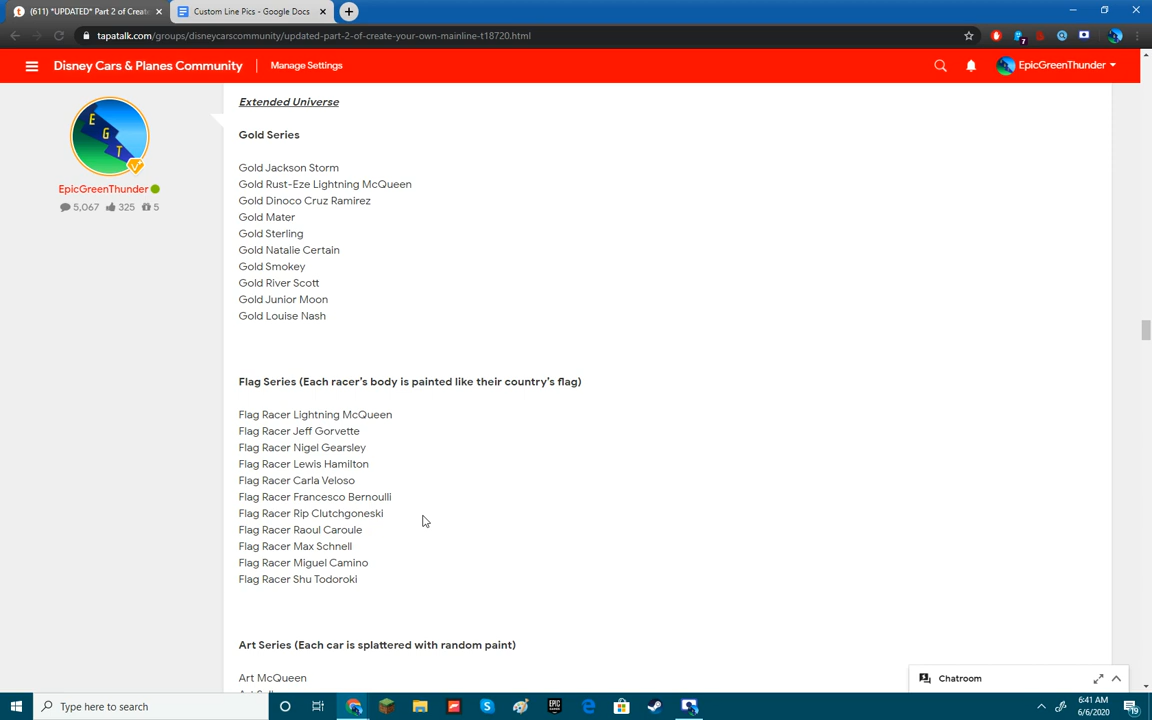 (611) *UPDATED* Part 2 of Create
Custom Line Pics - Google Docs
tapatalk.com/groups/disneycarscommunity/updated-part-2-of-create-your-own-mainline-t18720.html
7
Disney Cars & Planes Community
Manage Settings
EpicGreenThunder
E
G
T
EpicGreenThunder
5,067 325 5
Extended Universe
Gold Series
Gold Jackson Storm
Gold Rust-Eze Lightning McQueen
Gold Dinoco Cruz Ramirez
Gold Mater
Gold Sterling
Gold Natalie Certain
Gold Smokey
Gold River Scott
Gold Junior Moon
Gold Louise Nash
Flag Series (Each racer's body is painted like their country's flag)
Flag Racer Lightning McQueen
Flag Racer Jeff Gorvette
Flag Racer Nigel Gearsley
Flag Racer Lewis Hamilton
Flag Racer Carla Veloso
Flag Racer Francesco Bernoulli
Flag Racer Rip Clutchgoneski
Flag Racer Raoul Caroule
Flag Racer Max Schnell
Flag Racer Miguel Camino
Flag Racer Shu Todoroki
Art Series (Each car is splattered with random paint)
Art McQueen
Chatroom
Type here to search
EPIC
6:41 AM
6/6/2020
19